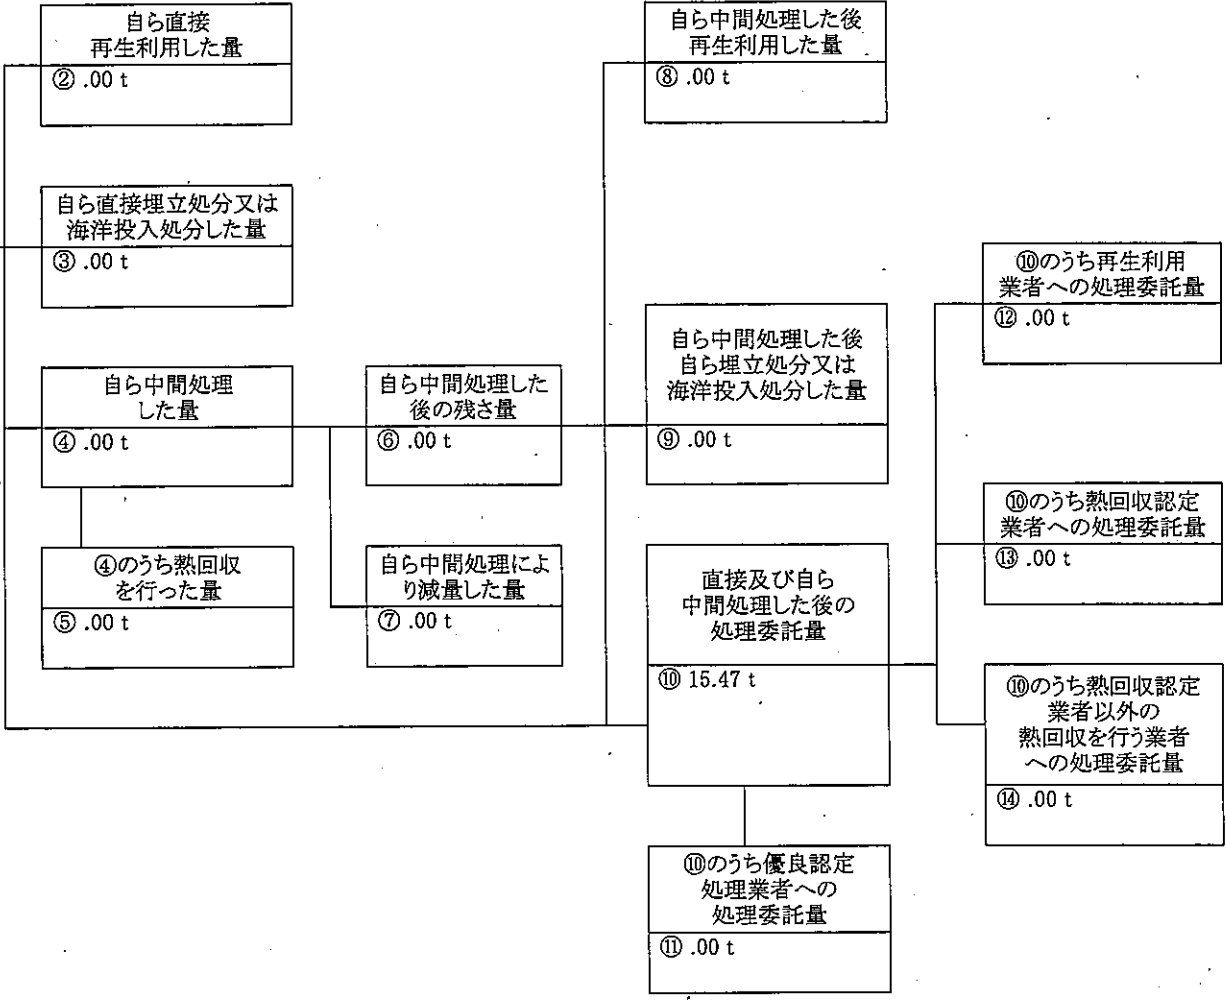 自ら直接
再生利用した量
② .00 t
自ら直接埋立処分又は
海洋投入処分した量
③ .00 t
自ら中間処理
した量
④ .00 t
④のうち熱回収
を行った量
⑤ .00 t
自ら中間処理した
後の残さ量
⑥ .00 t
自ら中間処理によ
り減量した量
⑦ .00 t
自ら中間処理した後
再生利用した量
⑧ .00 t
自ら中間処理した後
自ら埋立処分又は
海洋投入処分した量
⑨ .00 t
直接及び自ら
中間処理した後の
処理委託量
⑩ 15.47 t
⑩のうち優良認定
処理業者への
処理委託量
⑪ .00 t
⑩のうち再生利用
業者への処理委託量
⑫ .00 t
⑩のうち熱回収認定
業者への処理委託量
⑬ .00 t
⑩のうち熱回収認定
業者以外の
熱回収を行う業者
への処理委託量
⑭ .00 t